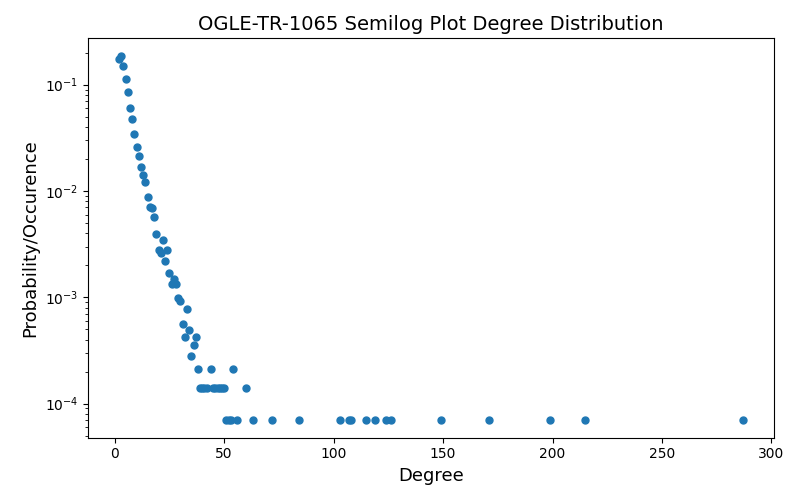 OGLE-TR-1065 Semilog Plot Degree Distribution
Probability/Occurence
10⁻¹
10⁻²
10⁻³
10⁻⁴
0 50 100 150 200 250 300
Degree